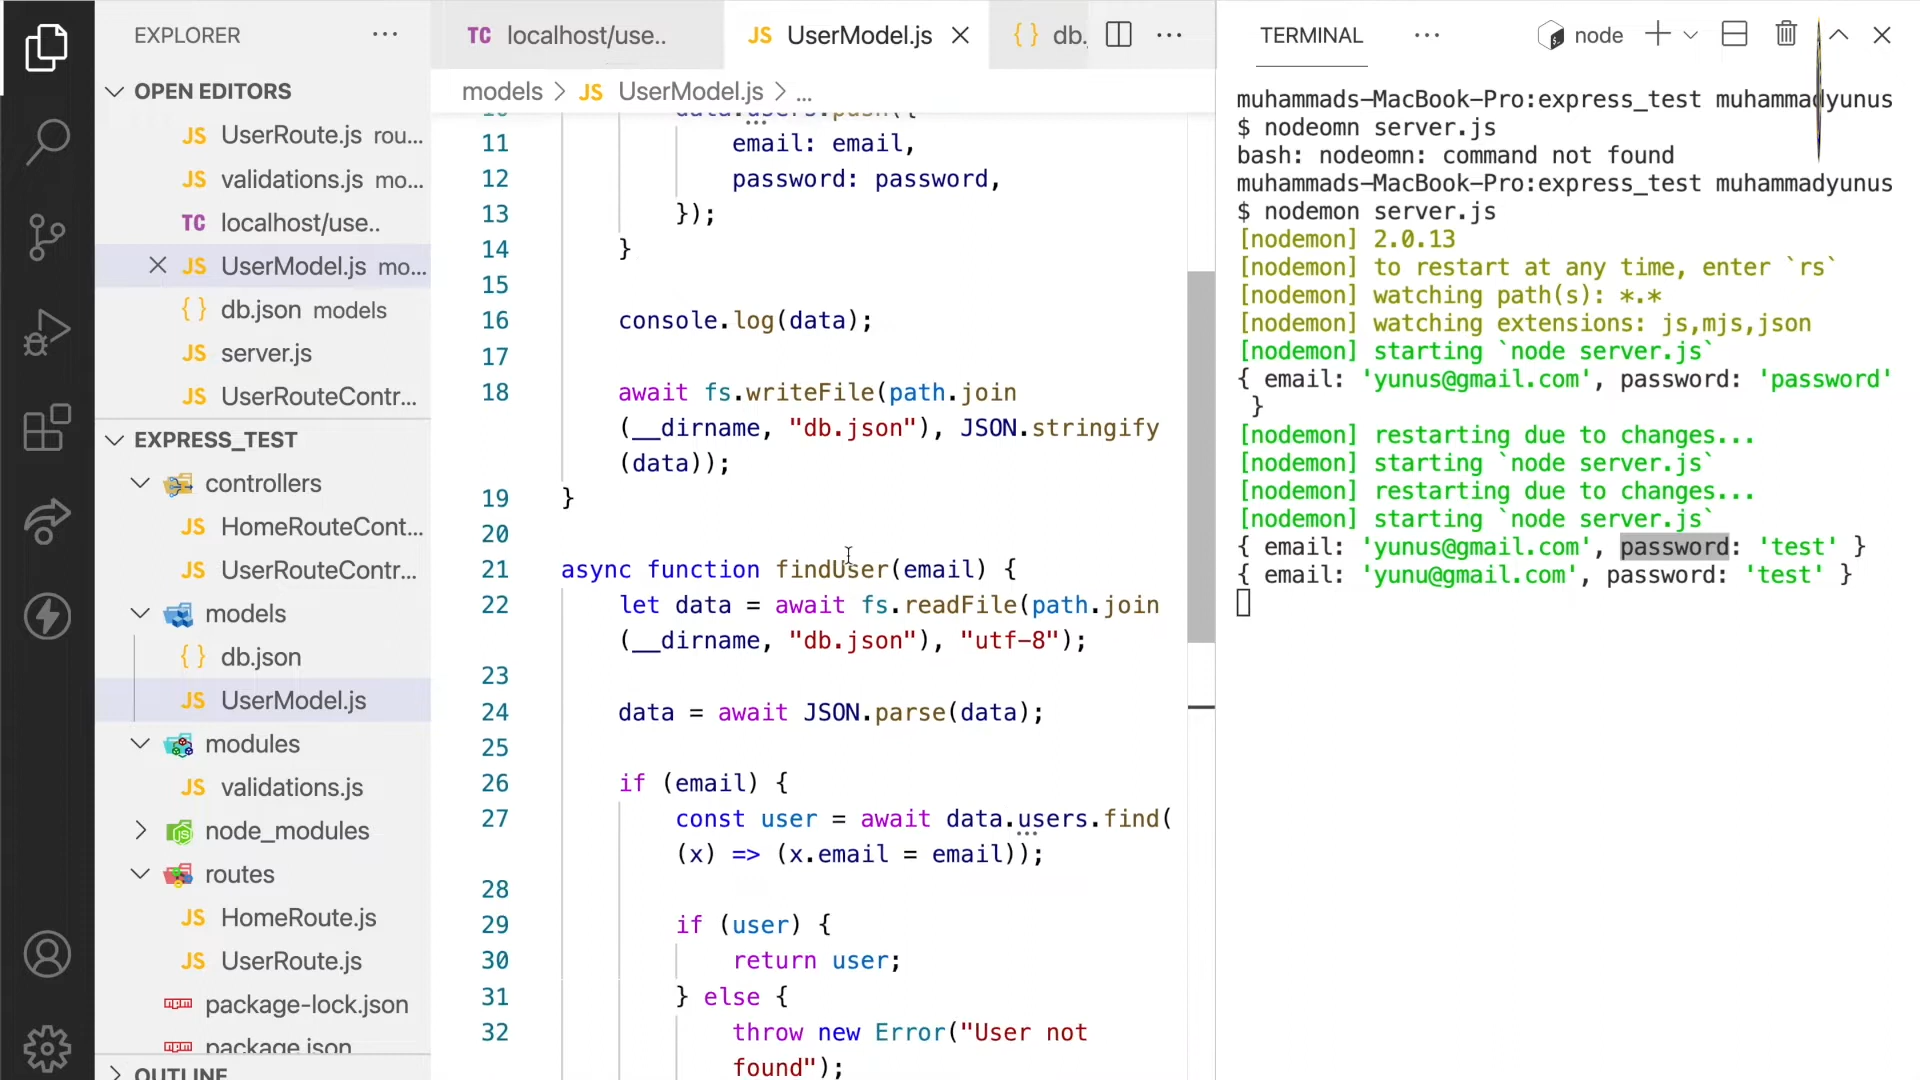 EXPLORER
OPEN EDITORS
JS UserRoute.js rou...
JS validations.js mo...
TC localhost/use..
JS UserModel.js mo...
{ } db.json models
JS server.js
JS UserRouteContr...
EXPRESS_TEST
controllers
JS HomeRouteCont...
JS UserRouteContr...
models
{ } db.json
JS UserModel.js
modules
JS validations.js
node_modules
routes
JS HomeRoute.js
JS UserRoute.js
package-lock.json
package.json
OUTLINE
TC localhost/use..
JS UserModel.js
{ } db.
models > JS UserModel.js > ...
10 data.users.push({
11 email: email,
12 password: password,
13 });
14 }
15
16 console.log(data);
17
18 await fs.writeFile(path.join
(__dirname, "db.json"), JSON.stringify
(data));
19 }
20
21 async function findUser(email) {
22 let data = await fs.readFile(path.join
(__dirname, "db.json"), "utf-8");
23
24 data = await JSON.parse(data);
25
26 if (email) {
27 const user = await data.users.find(
(x) => (x.email = email));
28
29 if (user) {
30 return user;
31 } else {
32 throw new Error("User not
found");
TERMINAL
node
muhammads-MacBook-Pro:express_test muhammadyunus
$ nodeomn server.js
bash: nodeomn: command not found
muhammads-MacBook-Pro:express_test muhammadyunus
$ nodemon server.js
[nodemon] 2.0.13
[nodemon] to restart at any time, enter `rs`
[nodemon] watching path(s): *.*
[nodemon] watching extensions: js,mjs,json
[nodemon] starting `node server.js`
{ email: 'yunus@gmail.com', password: 'password'
}
[nodemon] restarting due to changes...
[nodemon] starting `node server.js`
[nodemon] restarting due to changes...
[nodemon] starting `node server.js`
{ email: 'yunus@gmail.com', password: 'test' }
{ email: 'yunu@gmail.com', password: 'test' }